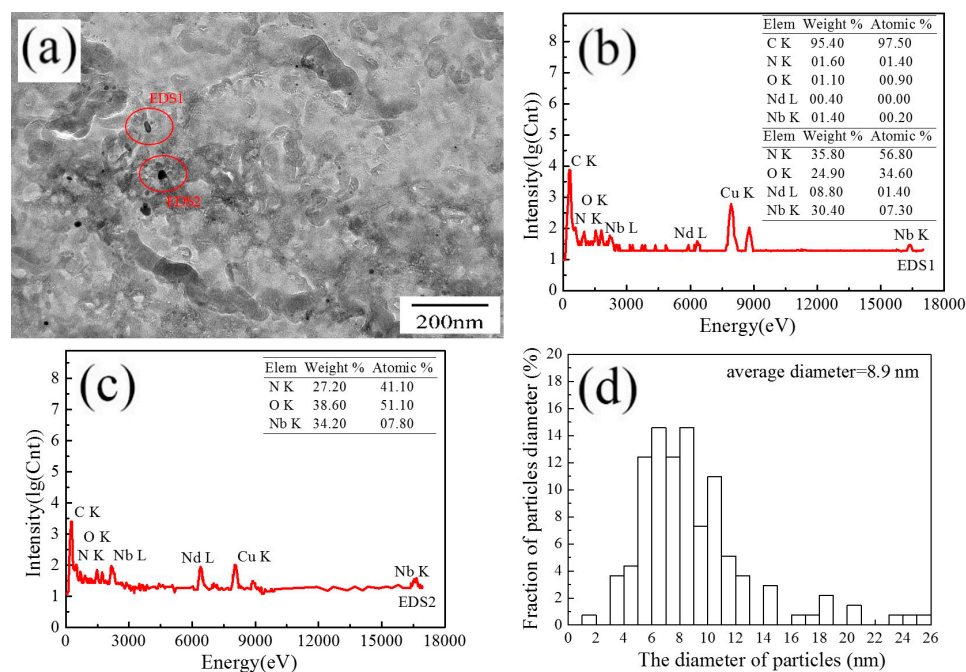 (a)
EDS1
EDS2
200nm
(b)
Elem Weight % Atomic %
C K 95.40 97.50
N K 01.60 01.40
O K 01.10 00.90
Nd L 00.40 00.00
Nb K 01.40 00.20
Elem Weight % Atomic %
N K 35.80 56.80
O K 24.90 34.60
Nd L 08.80 01.40
Nb K 30.40 07.30
C K
O K
N K
Nb L
Nd L
Cu K
Nb K
EDS1
8
7
6
5
4
3
2
1
0
0 3000 6000 9000 12000 15000 18000
Intensity(lg(Cnt))
Energy(eV)
(c)
Elem Weight % Atomic %
N K 27.20 41.10
O K 38.60 51.10
Nb K 34.20 07.80
C K
O K
N K
Nb L
Nd L
Cu K
Nb K
EDS2
8
7
6
5
4
3
2
1
0
0 3000 6000 9000 12000 15000 18000
Intensity(lg(Cnt))
Energy(eV)
(d)
average diameter=8.9 nm
20
18
16
14
12
10
8
6
4
2
0
0 2 4 6 8 10 12 14 16 18 20 22 24 26
Fraction of particles diameter (%)
The diameter of particles (nm)